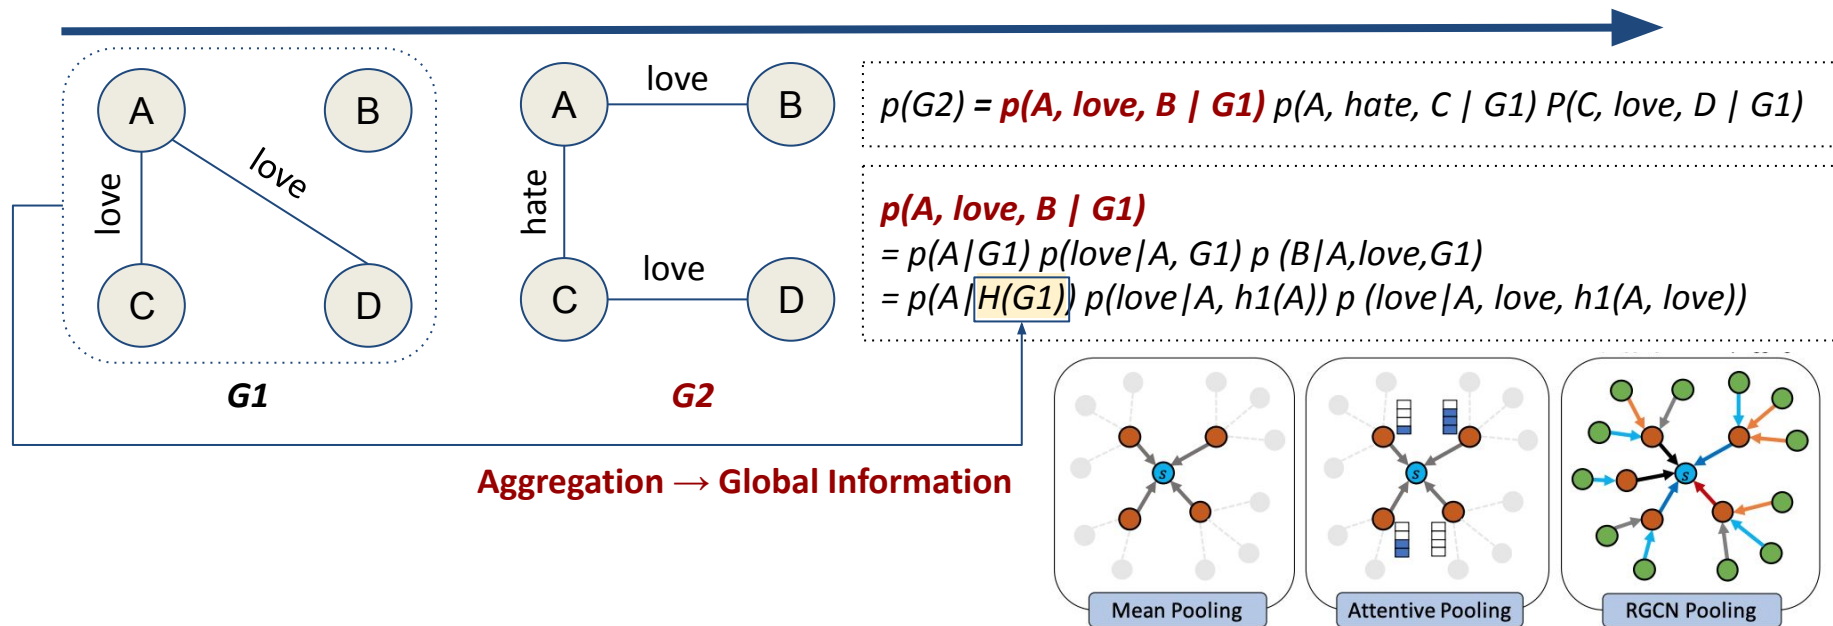 A
B
love
love
C
D
G1
A
love
B
hate
C
love
D
G2
p(G2) = p(A, love, B | G1) p(A, hate, C | G1) P(C, love, D | G1)
p(A, love, B | G1)
= p(A|G1) p(love|A, G1) p (B|A,love,G1)
= p(A|H(G1)) p(love|A, h1(A)) p (love|A, love, h1(A, love))
Aggregation → Global Information
s
s
s
Mean Pooling
Attentive Pooling
RGCN Pooling